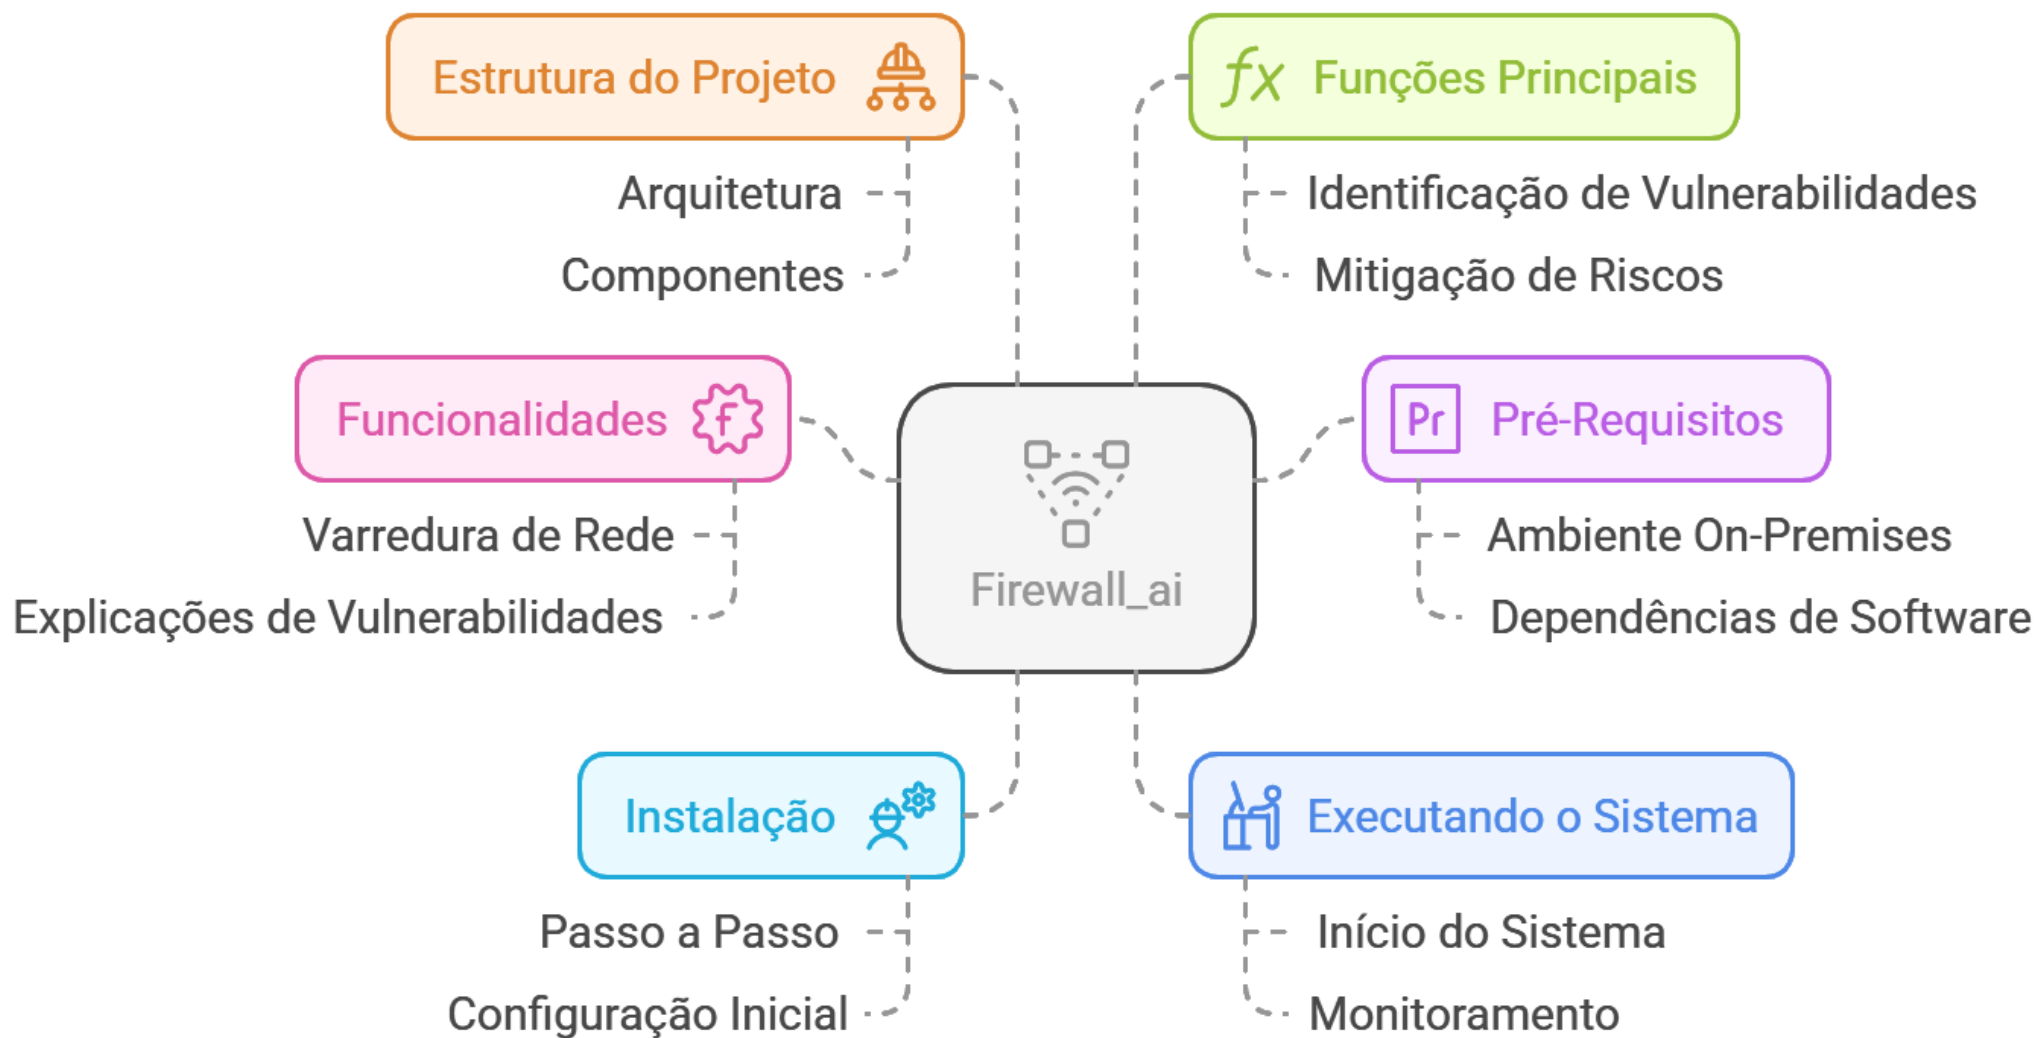 Estrutura do Projeto
Arquitetura
Componentes
fx Funções Principais
Identificação de Vulnerabilidades
Mitigação de Riscos
Funcionalidades f
Varredura de Rede
Explicações de Vulnerabilidades
Firewall_ai
Pr Pré-Requisitos
Ambiente On-Premises
Dependências de Software
Instalação
Passo a Passo
Configuração Inicial
Executando o Sistema
Início do Sistema
Monitoramento